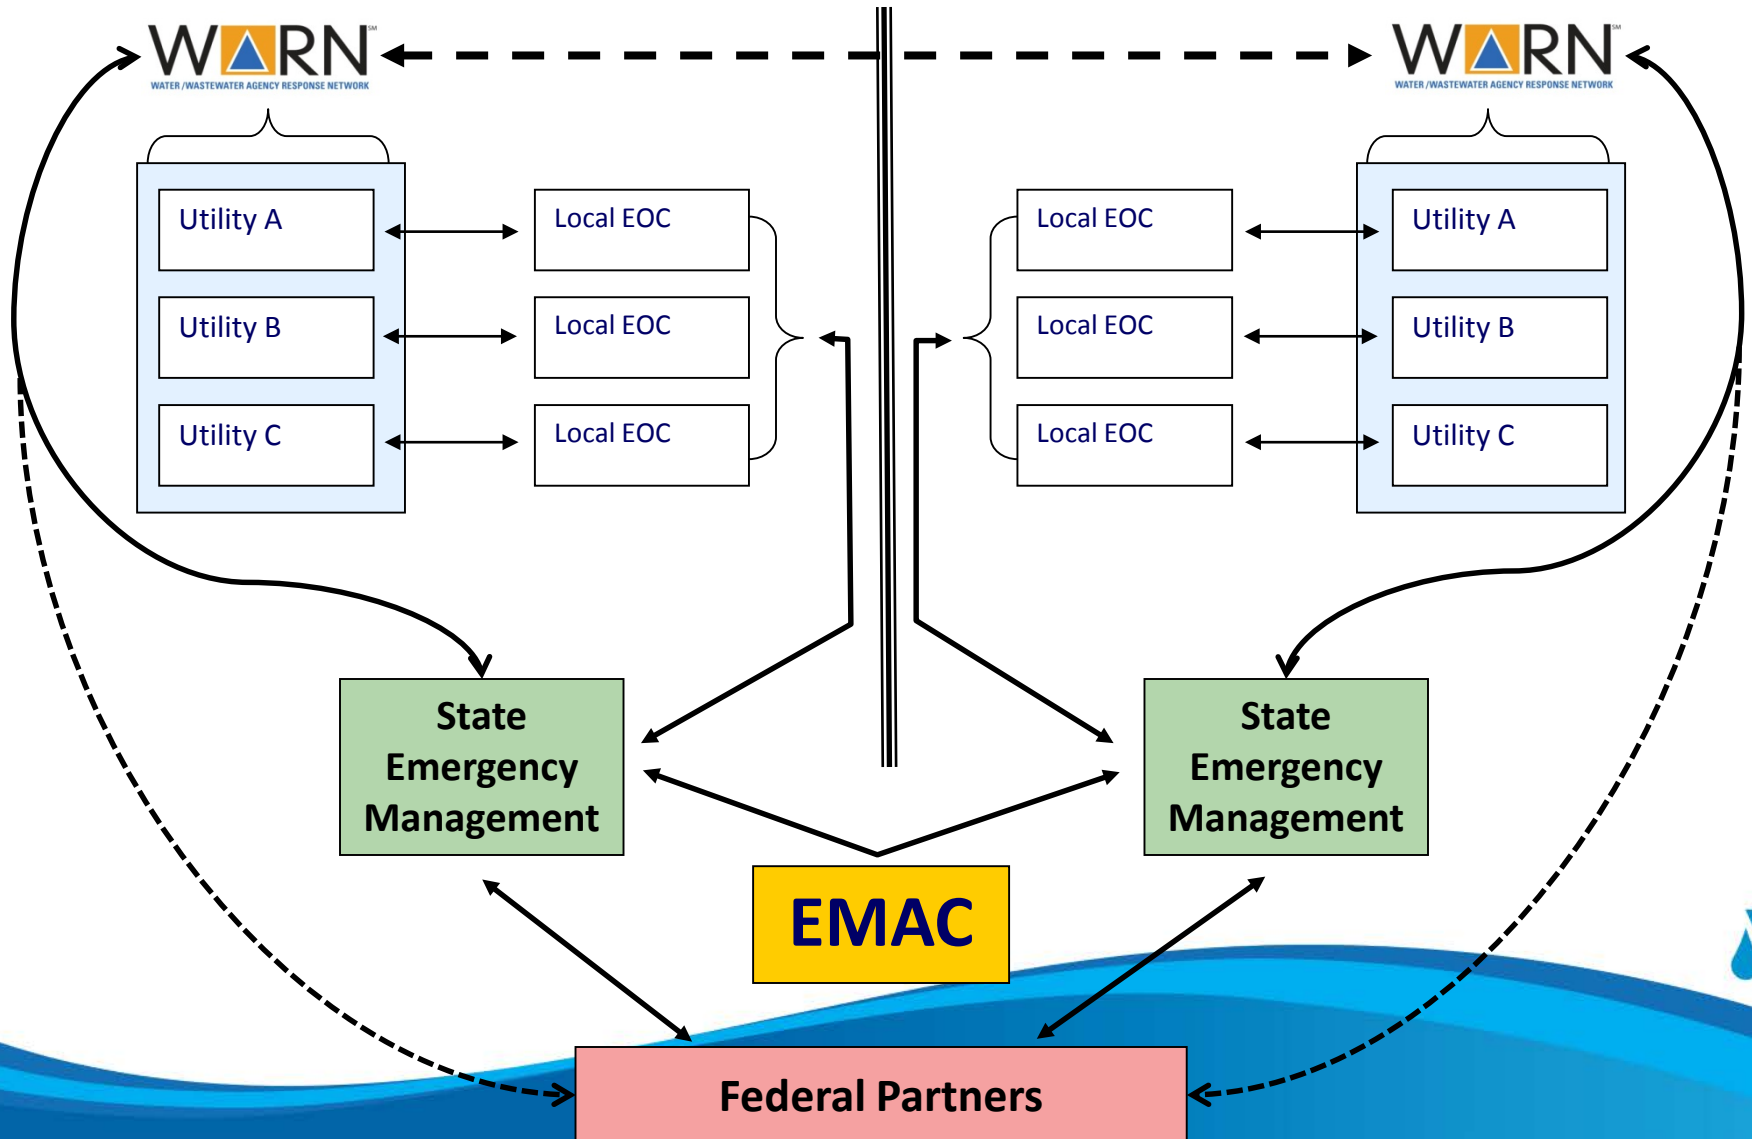 WARN SM
WATER / WASTEWATER AGENCY RESPONSE NETWORK
WARN SM
WATER / WASTEWATER AGENCY RESPONSE NETWORK
Utility A
Local EOC
Local EOC
Utility A
Utility B
Local EOC
Local EOC
Utility B
Utility C
Local EOC
Local EOC
Utility C
State
Emergency
Management
State
Emergency
Management
EMAC
Federal Partners